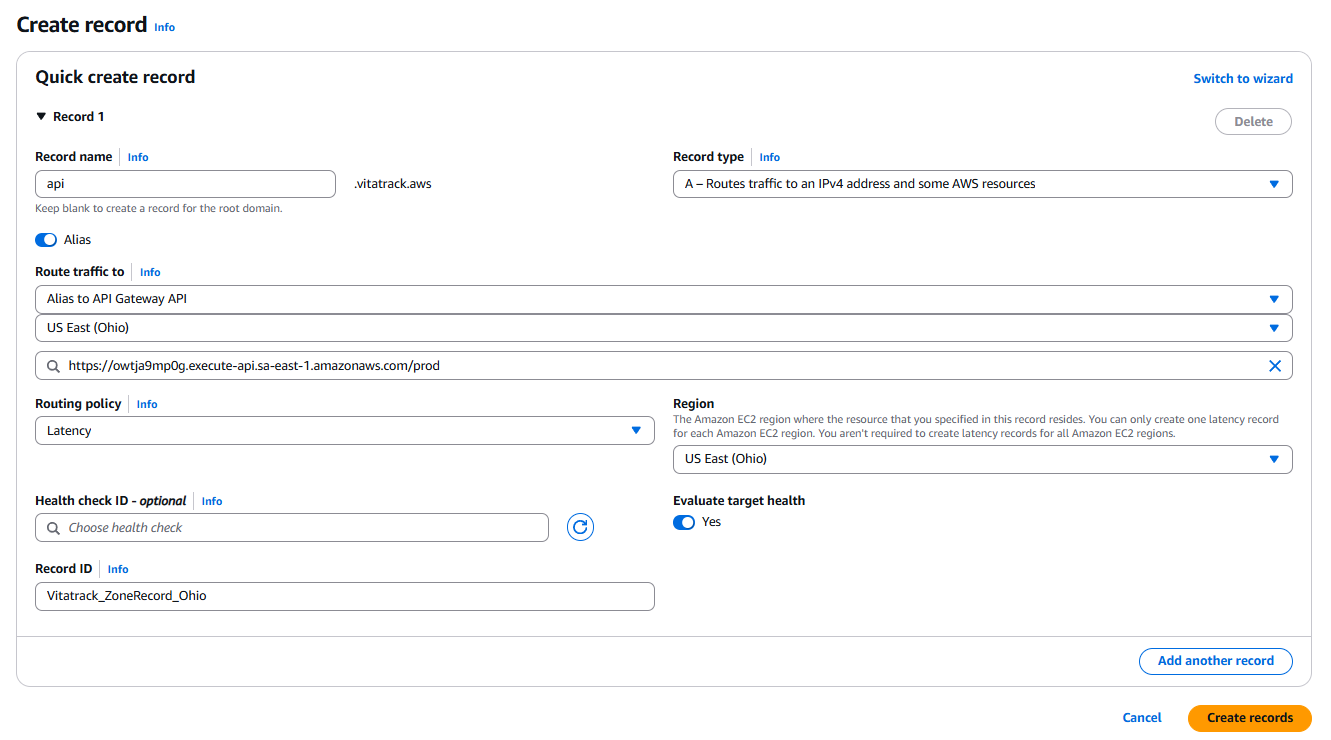 Create record Info
Quick create record
Switch to wizard
Record 1
Delete
Record name Info
api .vitatrack.aws
Keep blank to create a record for the root domain.
Record type Info
A – Routes traffic to an IPv4 address and some AWS resources
Alias
Route traffic to Info
Alias to API Gateway API
US East (Ohio)
https://owtja9mp0g.execute-api.sa-east-1.amazonaws.com/prod
Routing policy Info
Latency
Region
The Amazon EC2 region where the resource that you specified in this record resides. You can only create one latency record
for each Amazon EC2 region. You aren't required to create latency records for all Amazon EC2 regions.
US East (Ohio)
Health check ID - optional Info
Choose health check
Evaluate target health
Yes
Record ID Info
Vitatrack_ZoneRecord_Ohio
Add another record
Cancel
Create records